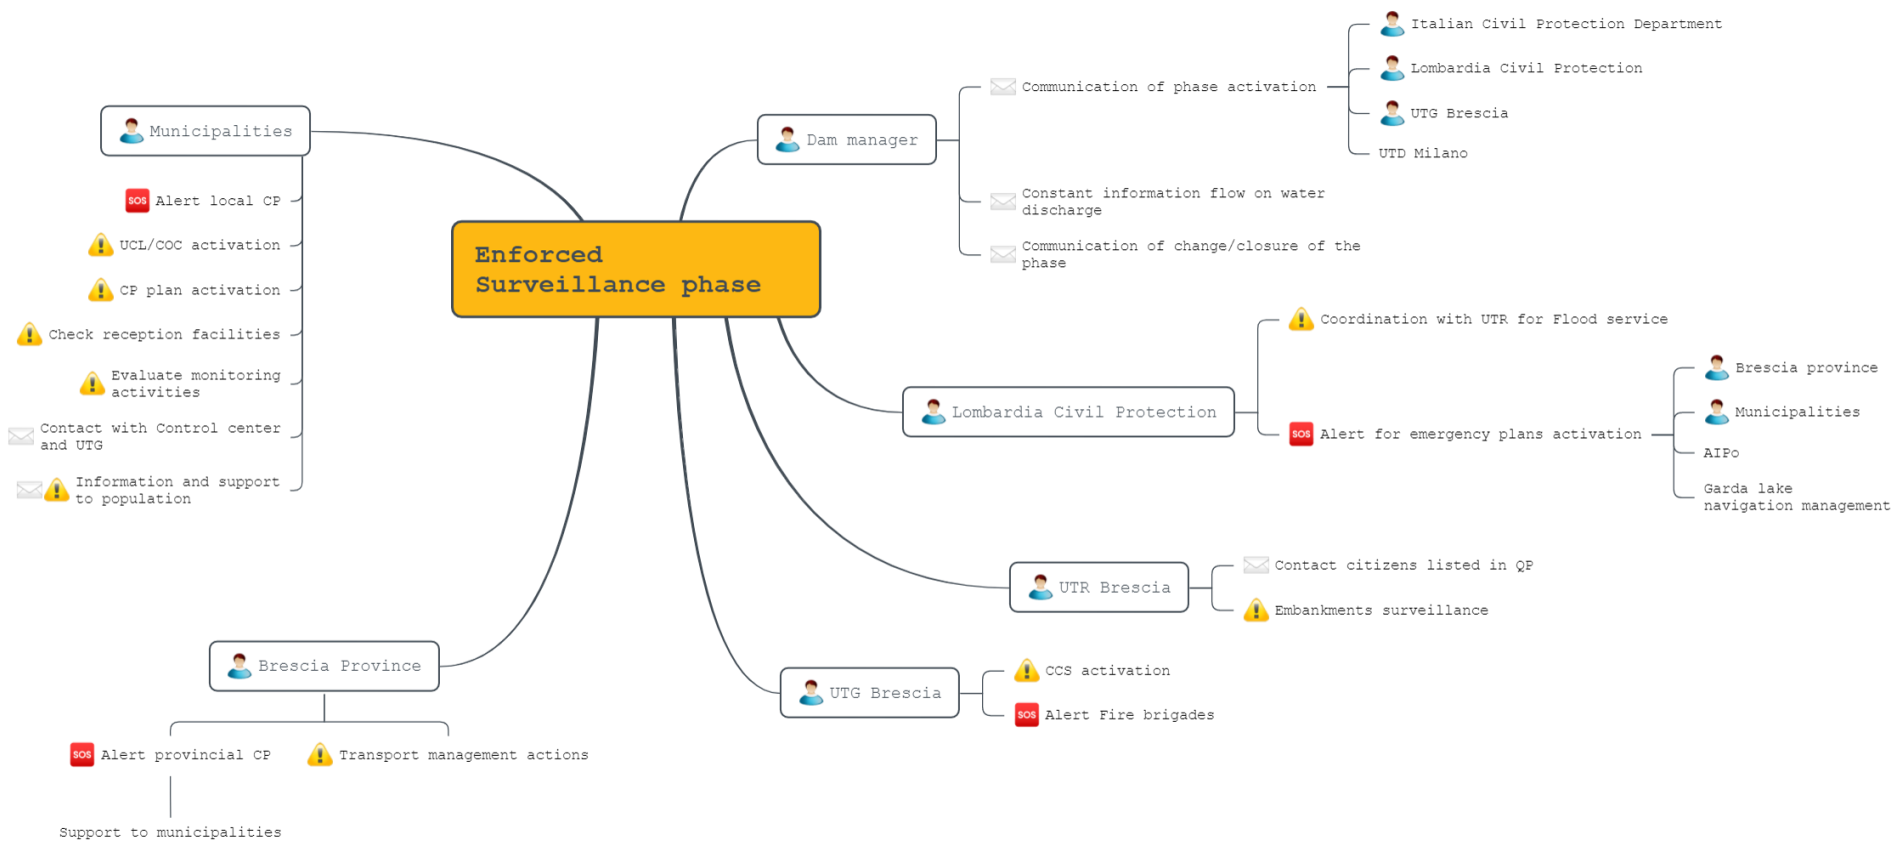 Enforced
Surveillance phase
Municipalities
SOS Alert local CP
UCL/COC activation
CP plan activation
Check reception facilities
Evaluate monitoring
activities
Contact with Control center
and UTG
Information and support
to population
Dam manager
Communication of phase activation
Italian Civil Protection Department
Lombardia Civil Protection
UTG Brescia
UTD Milano
Constant information flow on water
discharge
Communication of change/closure of the
phase
Lombardia Civil Protection
Coordination with UTR for Flood service
SOS Alert for emergency plans activation
Brescia province
Municipalities
AIPo
Garda lake
navigation management
UTR Brescia
Contact citizens listed in QP
Embankments surveillance
UTG Brescia
CCS activation
SOS Alert Fire brigades
Brescia Province
SOS Alert provincial CP
Transport management actions
Support to municipalities